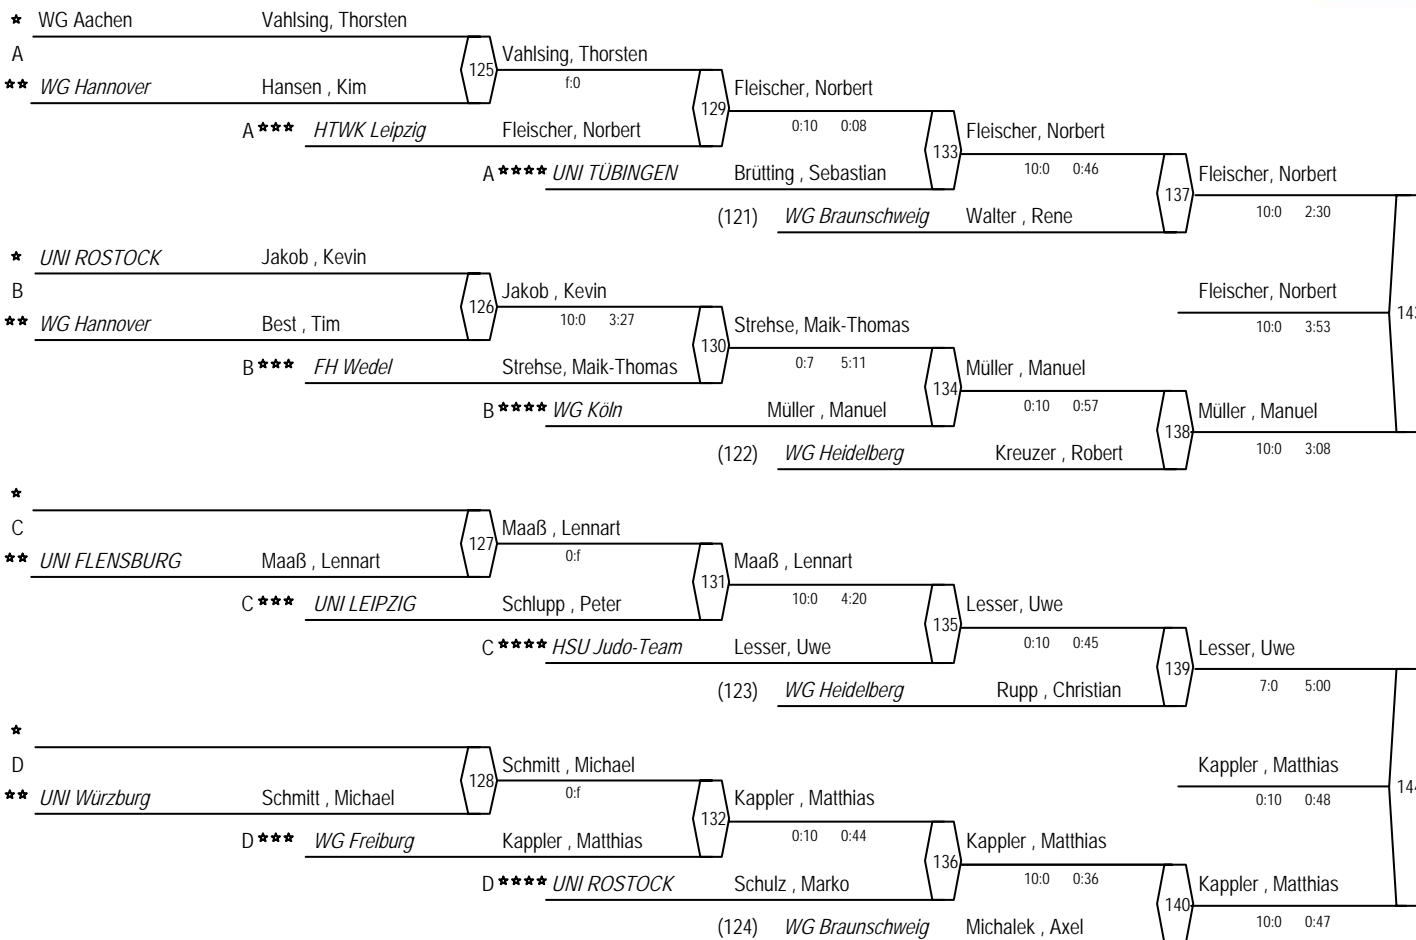 ★ WG Aachen Vahlsing, Thorsten
A Vahlsing, Thorsten
125
f:0
★★ WG Hannover Hansen , Kim Fleischer, Norbert
129
0:10 0:08
A ★★★ HTWK Leipzig Fleischer, Norbert Fleischer, Norbert
133
10:0 0:46
A ★★★★ UNI TÜBINGEN Brütting , Sebastian Fleischer, Norbert
137
10:0 2:30
(121) WG Braunschweig Walter , Rene
★ UNI ROSTOCK Jakob , Kevin
B Jakob , Kevin Fleischer, Norbert
126
10:0 3:27
143
10:0 3:53
★★ WG Hannover Best , Tim Strehse, Maik-Thomas
130
0:7 5:11
B ★★★ FH Wedel Strehse, Maik-Thomas Müller , Manuel
134
0:10 0:57
B ★★★★ WG Köln Müller , Manuel Müller , Manuel
138
10:0 3:08
(122) WG Heidelberg Kreuzer , Robert
★
C Maaß , Lennart
127
0:f
★★ UNI FLENSBURG Maaß , Lennart Maaß , Lennart
131
10:0 4:20
C ★★★ UNI LEIPZIG Schlupp , Peter Lesser, Uwe
135
0:10 0:45
C ★★★★ HSU Judo-Team Lesser, Uwe Lesser, Uwe
139
7:0 5:00
(123) WG Heidelberg Rupp , Christian
★
D Schmitt , Michael Kappler , Matthias
128
0:f
144
0:10 0:48
★★ UNI Würzburg Schmitt , Michael Kappler , Matthias
132
0:10 0:44
D ★★★ WG Freiburg Kappler , Matthias Kappler , Matthias
136
10:0 0:36
D ★★★★ UNI ROSTOCK Schulz , Marko Kappler , Matthias
140
10:0 0:47
(124) WG Braunschweig Michalek , Axel